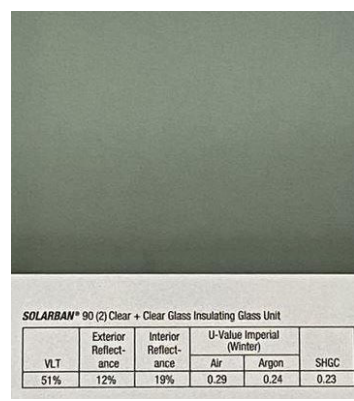 SOLARBAN® 90 (2) Clear + Clear Glass Insulating Glass Unit
Exterior Interior U-Value Imperial
Reflect- Reflect- (Winter)
VLT ance ance Air Argon SHGC
51% 12% 19% 0.29 0.24 0.23